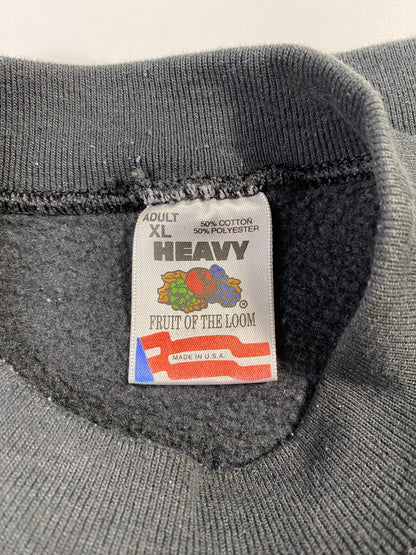 ADULT
XL
50% COTTON
50% POLYESTER
HEAVY
®
FRUIT OF THE LOOM
MADE IN U.S.A.